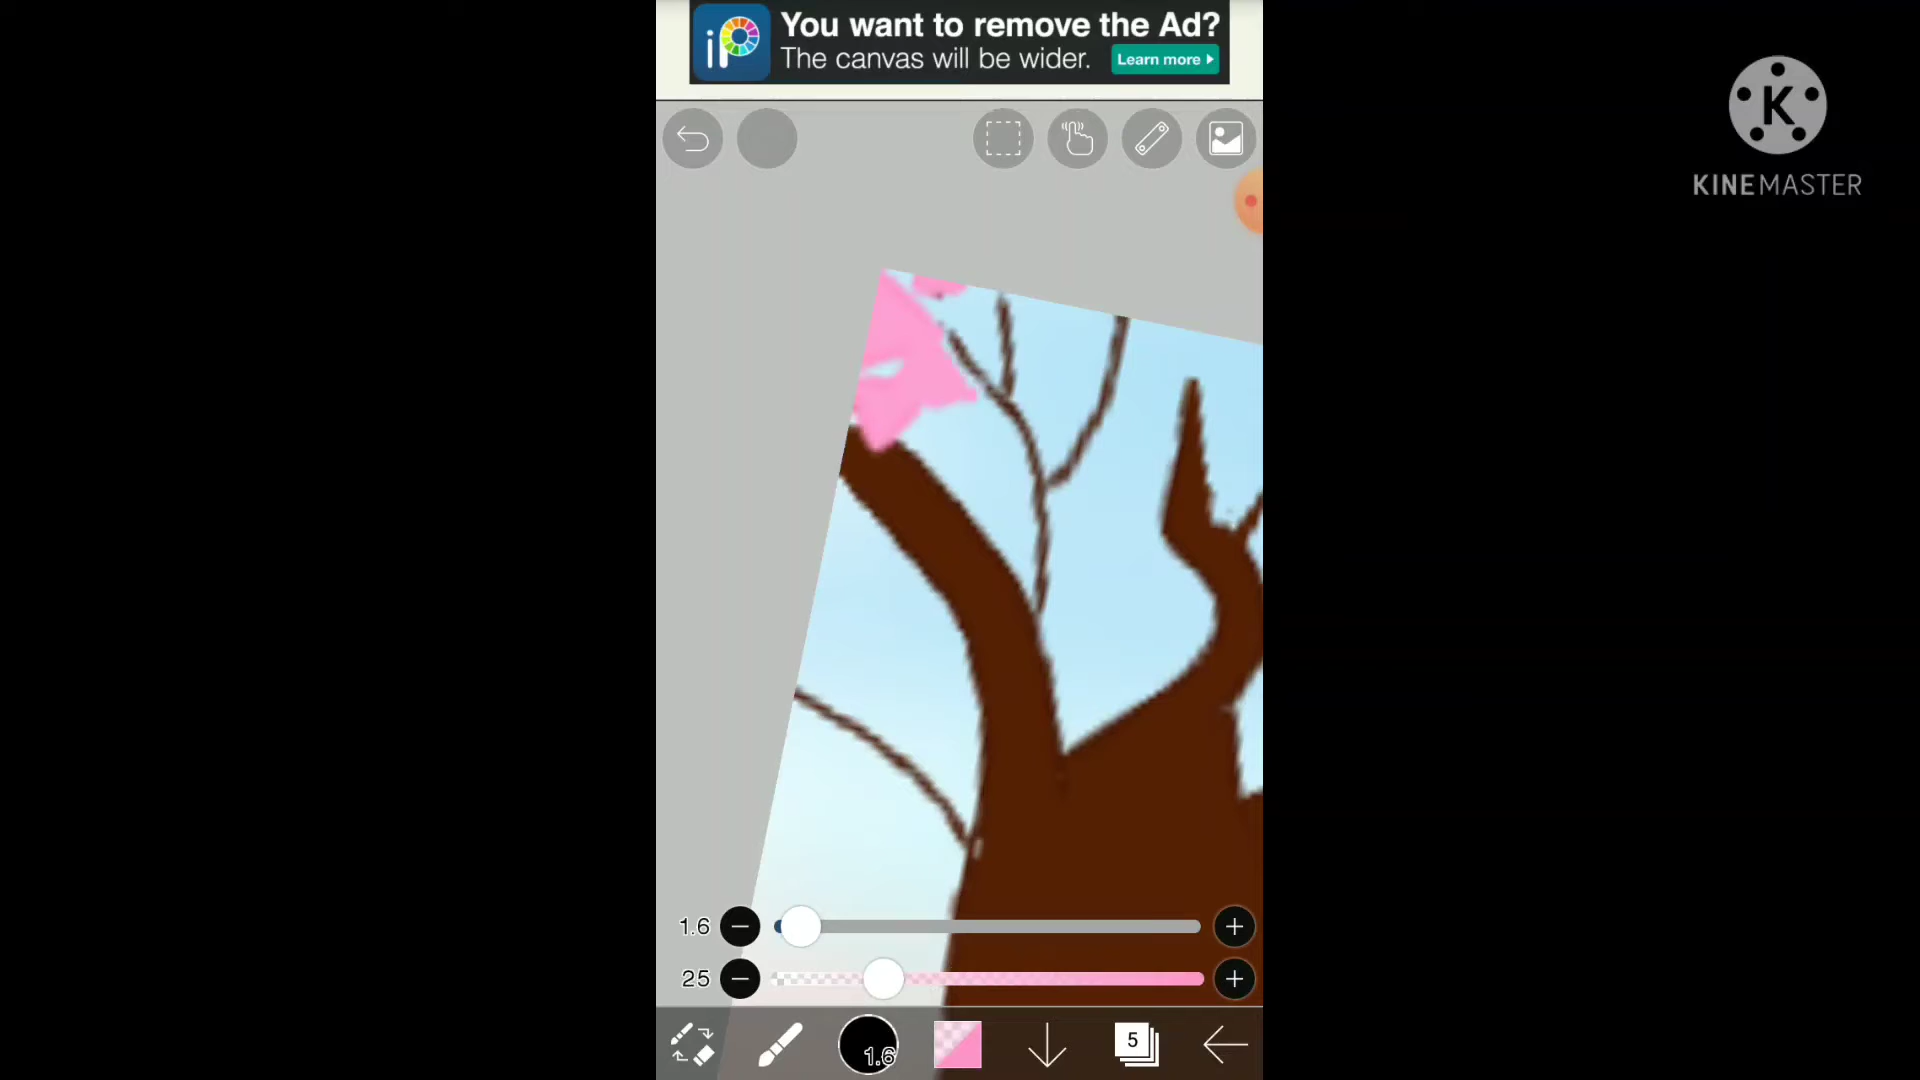 iP
You want to remove the Ad?
The canvas will be wider.
Learn more
K
KINEMASTER
1.6
25
1.6
5